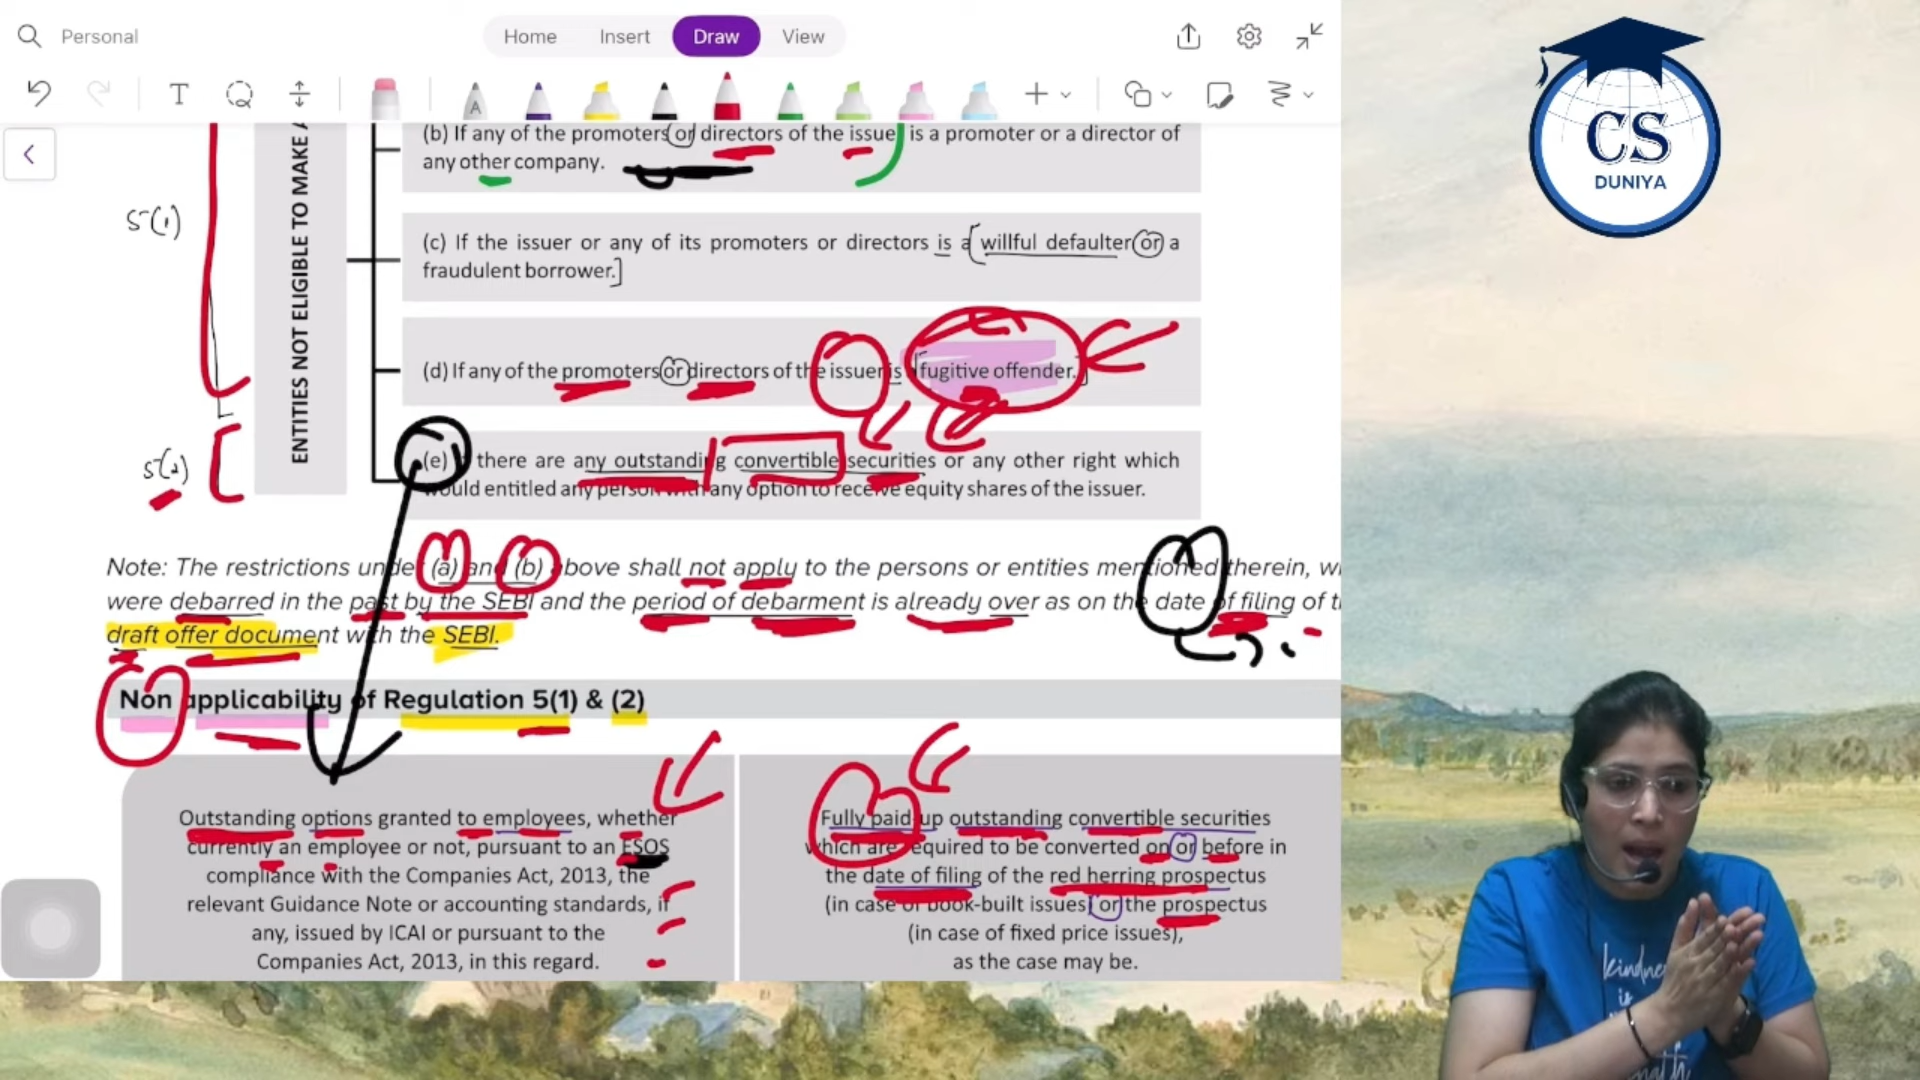 Personal
Home Insert Draw View
CS
DUNIYA
ENTITIES NOT ELIGIBLE TO MAKE A
(b) If any of the promoters or directors of the issue is a promoter or a director of
any other company.
5(1)
(c) If the issuer or any of its promoters or directors is a willful defaulter or a
fraudulent borrower.]
(d) If any of the promoters or directors of the issuer is fugitive offender.
5(2)
(e) there are any outstanding convertible securities or any other right which
would entitled any person with any option to receive equity shares of the issuer.
Note: The restrictions under (a) and (b) above shall not apply to the persons or entities mentioned therein,
were debarred in the past by the SEBI and the period of debarment is already over as on the date of filing of
draft offer document with the SEBI.
Non applicability of Regulation 5(1) & (2)
Outstanding options granted to employees, whether
currently an employee or not, pursuant to an ESOS
compliance with the Companies Act, 2013, the
relevant Guidance Note or accounting standards, if
any, issued by ICAI or pursuant to the
Companies Act, 2013, in this regard.
Fully paid-up outstanding convertible securities
which are required to be converted on or before in
the date of filing of the red herring prospectus
(in case of book-built issues) or the prospectus
(in case of fixed price issues),
as the case may be.
is